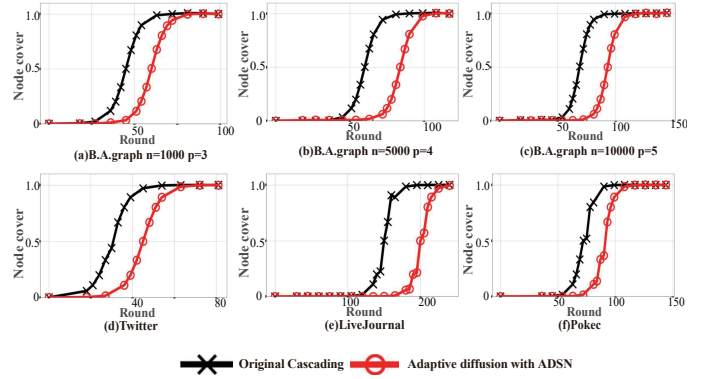 1.0
0.5
0
Node cover
50
100
Round
(a)B.A.graph n=1000 p=3
1.0
0.5
0
Node cover
50
100
Round
(b)B.A.graph n=5000 p=4
1.0
0.5
0
Node cover
50
100
150
Round
(c)B.A.graph n=10000 p=5
1.0
0.5
0
Node cover
40
80
Round
(d)Twitter
1.0
0.5
0
Node cover
100
200
Round
(e)LiveJournal
1.0
0.5
0
Node cover
50
100
150
Round
(f)Pokec
Original Cascading
Adaptive diffusion with ADSN